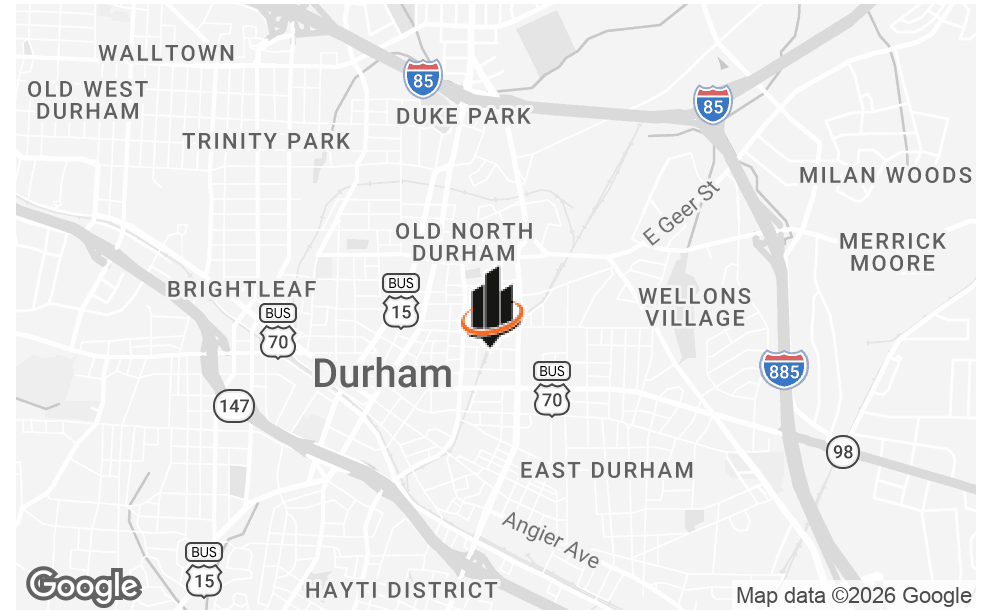 WALLTOWN
85
OLD WEST
DURHAM
85
DUKE PARK
TRINITY PARK
MILAN WOODS
E Geer St
OLD NORTH
DURHAM
MERRICK
MOORE
BRIGHTLEAF
BUS
15
WELLONS
VILLAGE
BUS
70
Durham
885
BUS
70
147
98
EAST DURHAM
Angier Ave
BUS
15
HAYTI DISTRICT
Google
Map data ©2026 Google